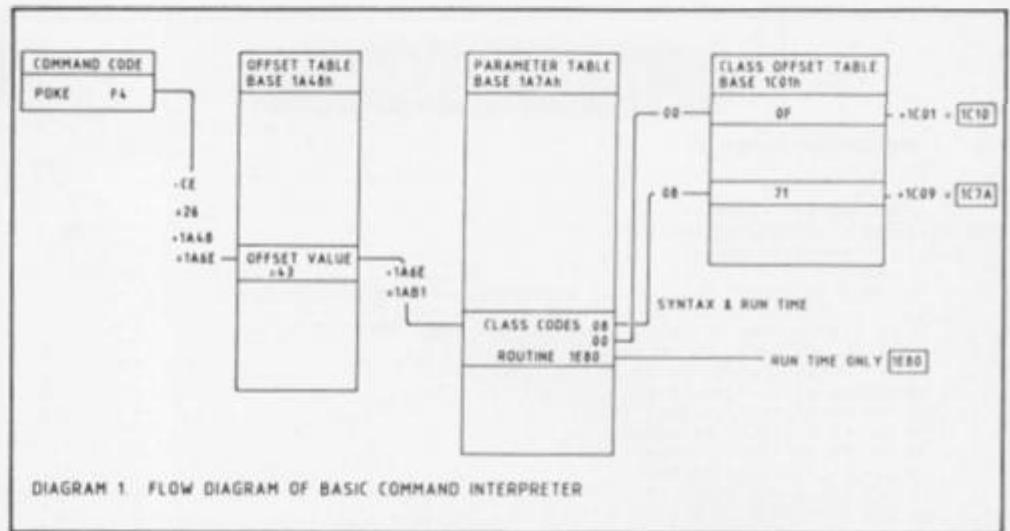 COMMAND CODE
POKE F4
-CE
+26
+1A48
=1A6E
OFFSET TABLE
BASE 1A48h
OFFSET VALUE
=43
+1A6E
=1AB1
PARAMETER TABLE
BASE 1A7Ah
CLASS CODES 08
00
ROUTINE 1E80
00
08
CLASS OFFSET TABLE
BASE 1C01h
0F
71
+1C01 = 1C10
+1C09 = 1C7A
SYNTAX & RUN TIME
RUN TIME ONLY 1E80
DIAGRAM 1. FLOW DIAGRAM OF BASIC COMMAND INTERPRETER